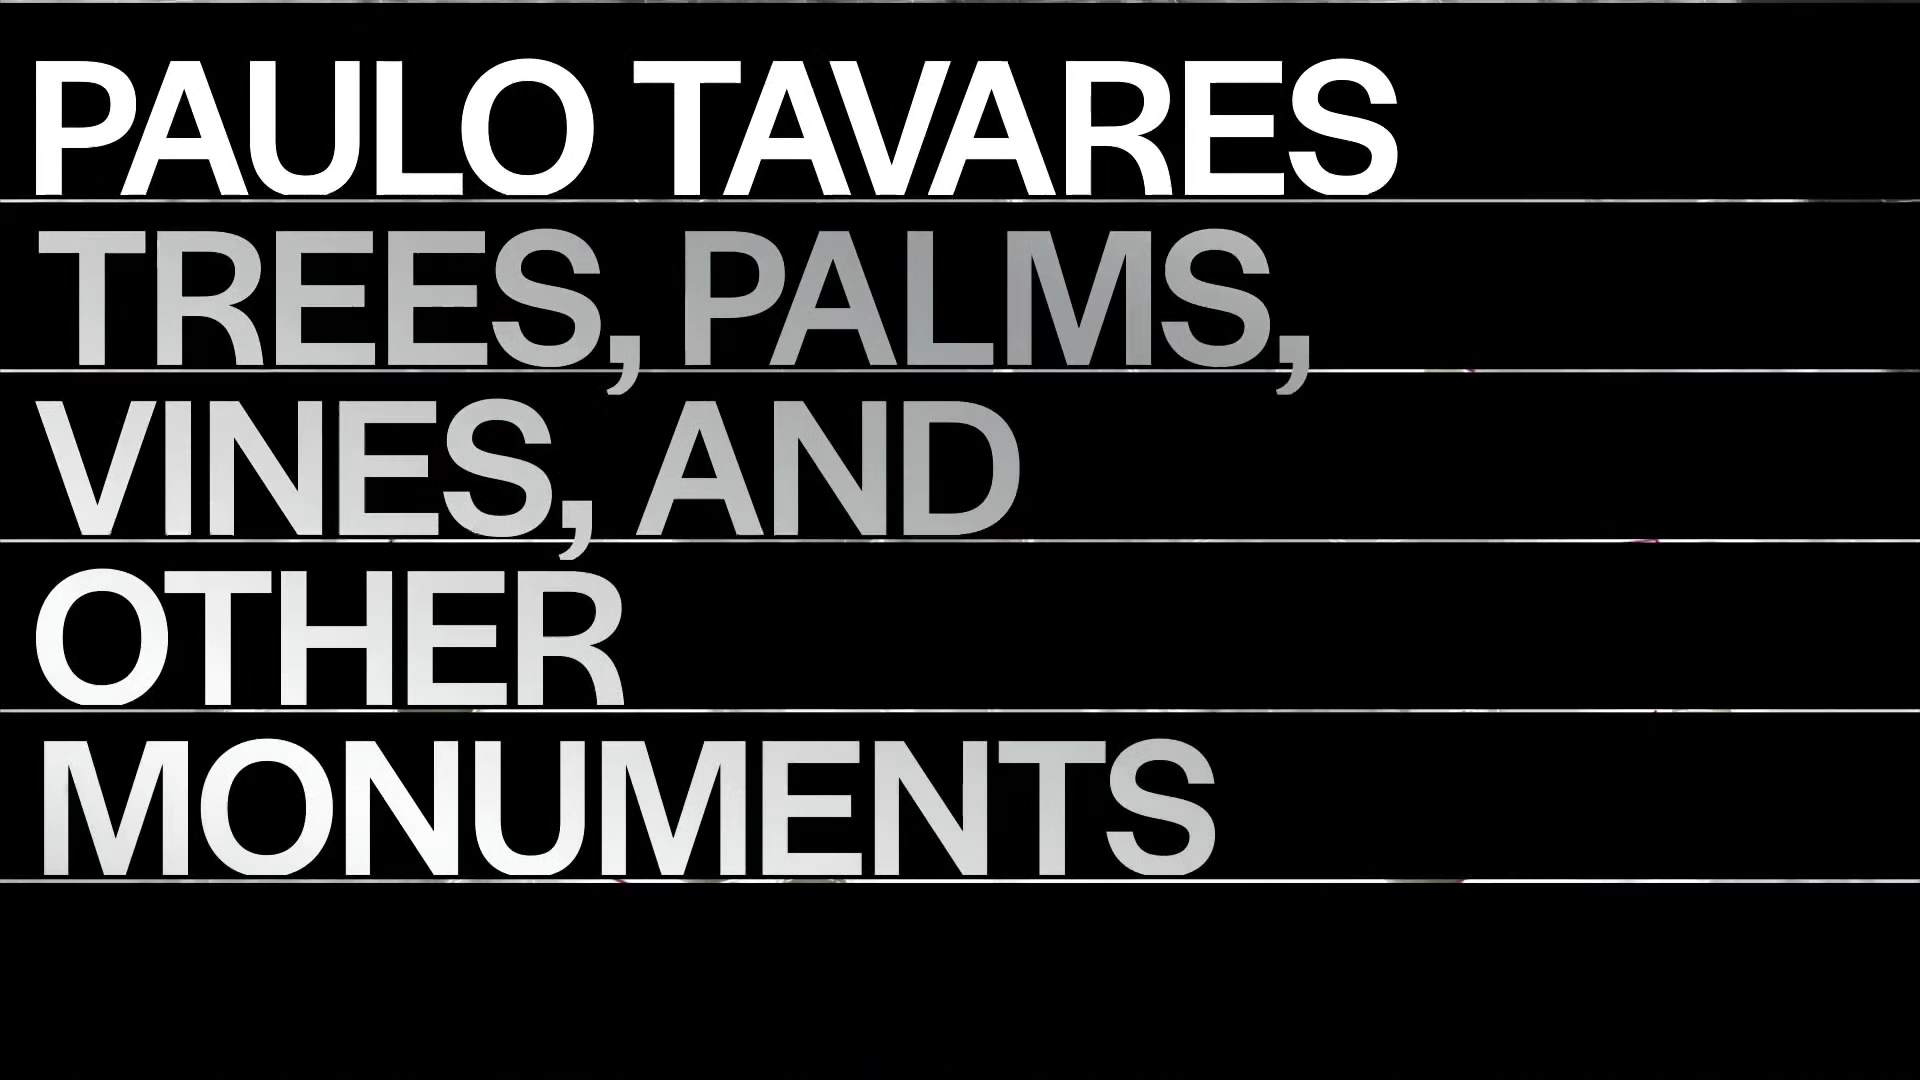 PAULO TAVARES
TREES, PALMS,
VINES, AND
OTHER
MONUMENTS